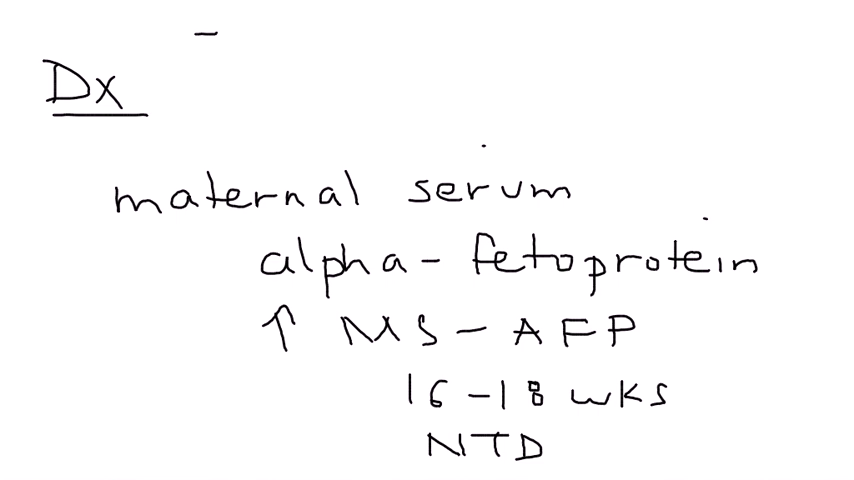 Dx
maternal serum
alpha-fetoprotein
↑ MS-AFP
16-18 wks
NTD